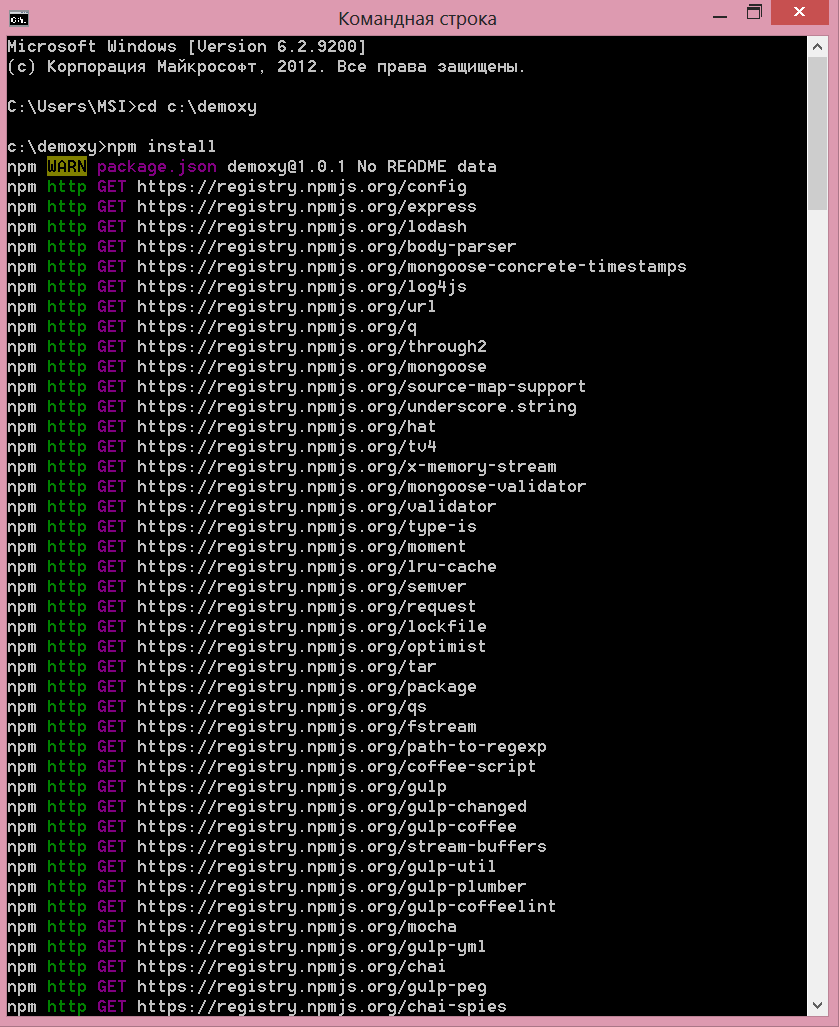 Командная строка
Microsoft Windows [Version 6.2.9200]
(c) Корпорация Майкрософт, 2012. Все права защищены.
C:\Users\MSI>cd c:\demoxy
c:\demoxy>npm install
npm WARN package.json demoxy@1.0.1 No README data
npm http GET https://registry.npmjs.org/config
npm http GET https://registry.npmjs.org/express
npm http GET https://registry.npmjs.org/lodash
npm http GET https://registry.npmjs.org/body-parser
npm http GET https://registry.npmjs.org/mongoose-concrete-timestamps
npm http GET https://registry.npmjs.org/log4js
npm http GET https://registry.npmjs.org/url
npm http GET https://registry.npmjs.org/q
npm http GET https://registry.npmjs.org/through2
npm http GET https://registry.npmjs.org/mongoose
npm http GET https://registry.npmjs.org/source-map-support
npm http GET https://registry.npmjs.org/underscore.string
npm http GET https://registry.npmjs.org/hat
npm http GET https://registry.npmjs.org/tv4
npm http GET https://registry.npmjs.org/x-memory-stream
npm http GET https://registry.npmjs.org/mongoose-validator
npm http GET https://registry.npmjs.org/validator
npm http GET https://registry.npmjs.org/type-is
npm http GET https://registry.npmjs.org/moment
npm http GET https://registry.npmjs.org/lru-cache
npm http GET https://registry.npmjs.org/semver
npm http GET https://registry.npmjs.org/request
npm http GET https://registry.npmjs.org/lockfile
npm http GET https://registry.npmjs.org/optimist
npm http GET https://registry.npmjs.org/tar
npm http GET https://registry.npmjs.org/package
npm http GET https://registry.npmjs.org/qs
npm http GET https://registry.npmjs.org/fstream
npm http GET https://registry.npmjs.org/path-to-regexp
npm http GET https://registry.npmjs.org/coffee-script
npm http GET https://registry.npmjs.org/gulp
npm http GET https://registry.npmjs.org/gulp-changed
npm http GET https://registry.npmjs.org/gulp-coffee
npm http GET https://registry.npmjs.org/stream-buffers
npm http GET https://registry.npmjs.org/gulp-util
npm http GET https://registry.npmjs.org/gulp-plumber
npm http GET https://registry.npmjs.org/gulp-coffeelint
npm http GET https://registry.npmjs.org/mocha
npm http GET https://registry.npmjs.org/gulp-yml
npm http GET https://registry.npmjs.org/chai
npm http GET https://registry.npmjs.org/gulp-peg
npm http GET https://registry.npmjs.org/chai-spies